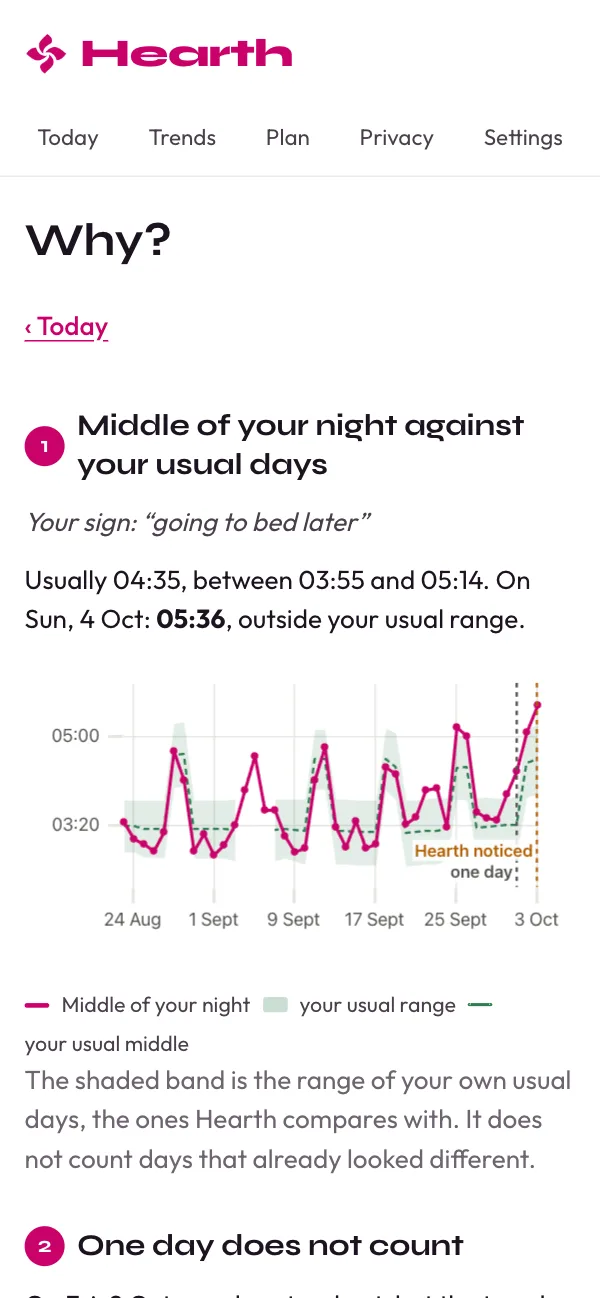 Hearth
Today Trends Plan Privacy Settings
Why?
‹ Today
1 Middle of your night against
your usual days
Your sign: “going to bed later”
Usually 04:35, between 03:55 and 05:14. On
Sun, 4 Oct: 05:36, outside your usual range.
05:00
03:20
Hearth noticed
one day
24 Aug 1 Sept 9 Sept 17 Sept 25 Sept 3 Oct
Middle of your night your usual range
your usual middle
The shaded band is the range of your own usual
days, the ones Hearth compares with. It does
not count days that already looked different.
2 One day does not count